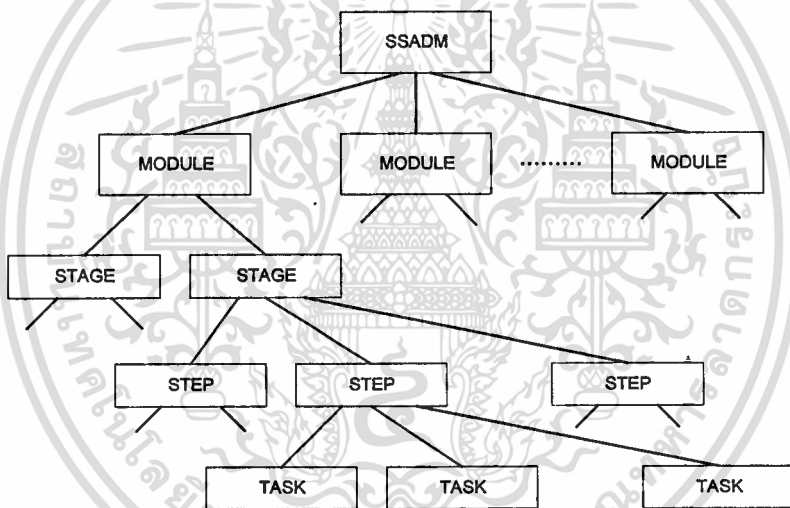 SSADM
MODULE MODULE ......... MODULE
STAGE STAGE
STEP STEP STEP
TASK TASK TASK